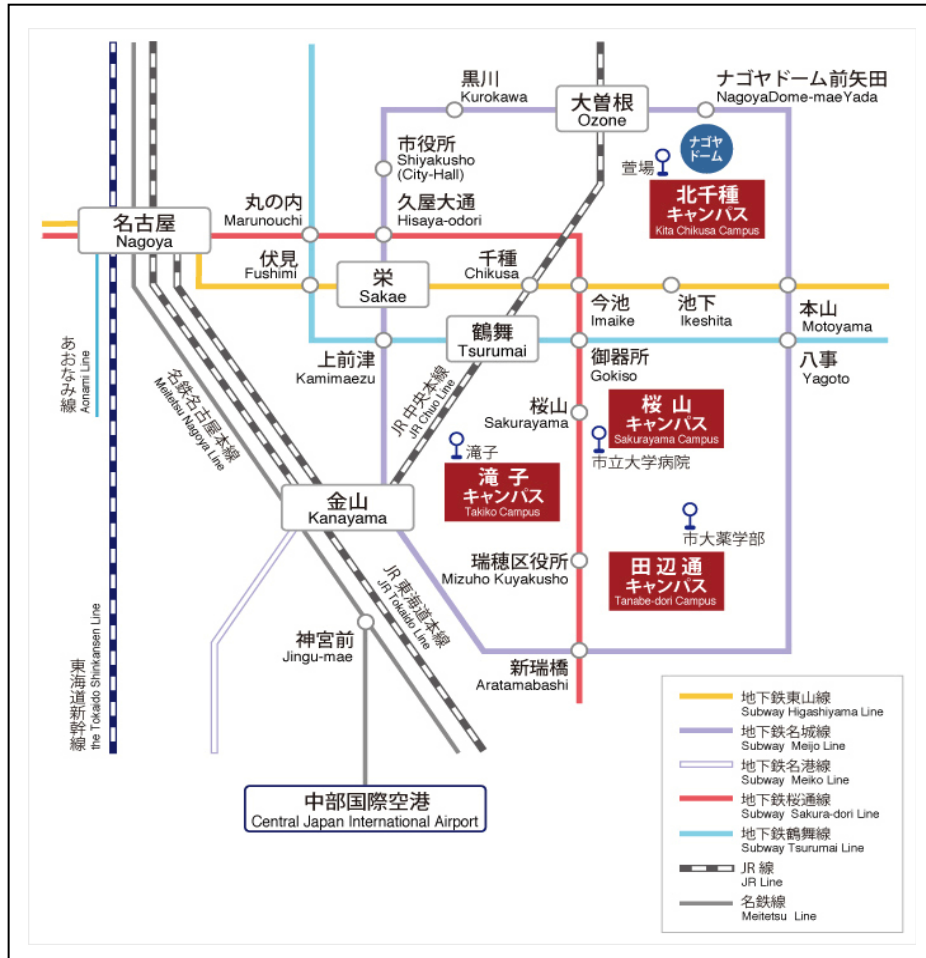 黒川
Kurokawa
大曽根
Ozone
ナゴヤドーム前矢田
NagoyaDome-maeYada
市役所
Shiyakusho
(City-Hall)
ナゴヤ
ドーム
萱場
北千種
キャンパス
Kita Chikusa Campus
丸の内
Marunouchi
久屋大通
Hisaya-odori
名古屋
Nagoya
伏見
Fushimi
栄
Sakae
千種
Chikusa
今池
Imaike
池下
Ikeshita
本山
Motoyama
鶴舞
Tsurumai
上前津
Kamimaezu
御器所
Gokiso
八事
Yagoto
あおなみ線
Aonami Line
名鉄名古屋本線
Meitetsu Nagoya Line
JR 中央本線
JR Chuo Line
桜山
Sakurayama
桜 山
キャンパス
Sakurayama Campus
市立大学病院
滝子
滝 子
キャンパス
Takiko Campus
金山
Kanayama
市大薬学部
瑞穂区役所
Mizuho Kuyakusho
田辺通
キャンパス
Tanabe-dori Campus
JR 東海道本線
JR Tokaido Line
神宮前
Jingu-mae
新瑞橋
Aratamabashi
東海道新幹線
the Tokaido Shinkansen Line
中部国際空港
Central Japan International Airport
地下鉄東山線
Subway Higashiyama Line
地下鉄名城線
Subway Meijo Line
地下鉄名港線
Subway Meiko Line
地下鉄桜通線
Subway Sakura-dori Line
地下鉄鶴舞線
Subway Tsurumai Line
JR 線
JR Line
名鉄線
Meitetsu Line